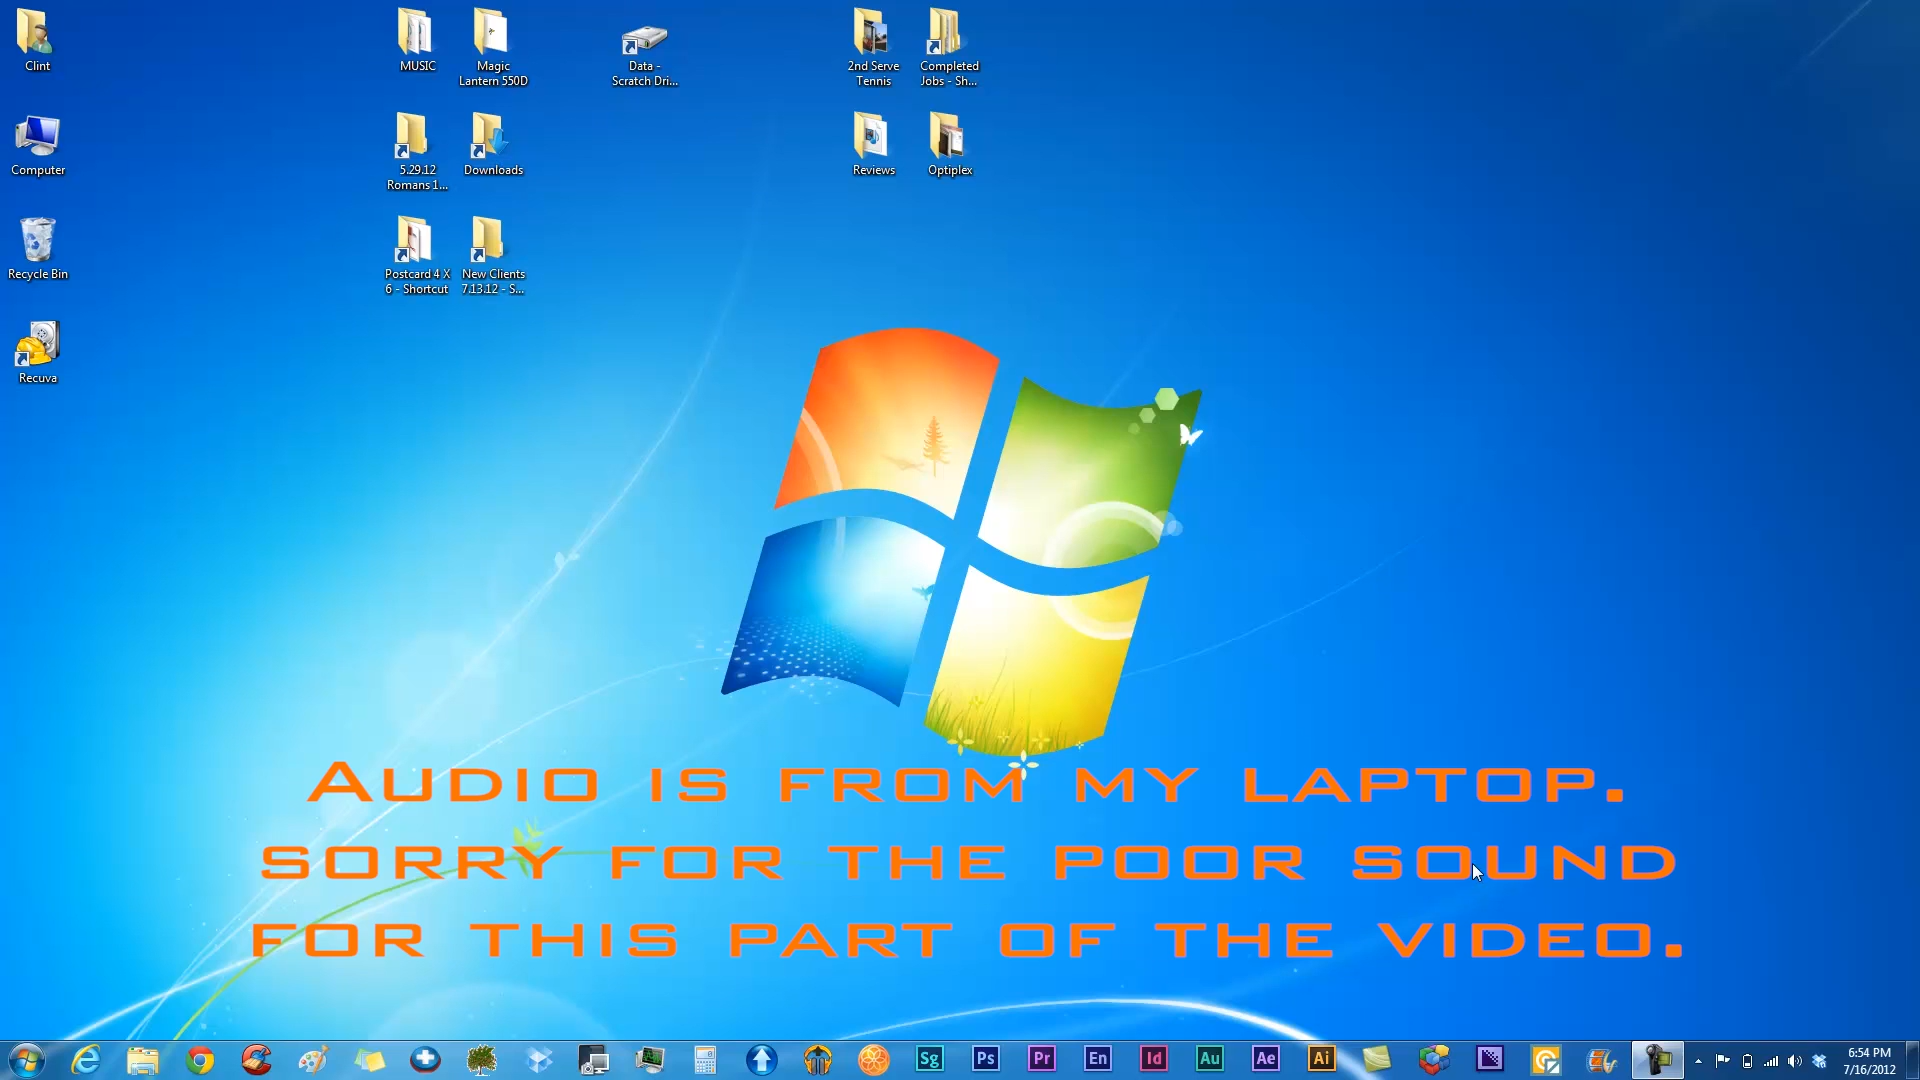 Clint
MUSIC
Magic
Lantern 550D
Data -
Scratch Dri...
2nd Serve
Tennis
Completed
Jobs - Sh...
Computer
5.29.12
Romans 1...
Downloads
Reviews
Optiplex
Recycle Bin
Postcard 4 X
6 - Shortcut
New Clients
7.13.12 - S...
Recuva
AUDIO IS FROM MY LAPTOP.
SORRY FOR THE POOR SOUND
FOR THIS PART OF THE VIDEO.
Sg
Ps
Pr
En
Id
Au
Ae
Ai
6:54 PM
7/16/2012